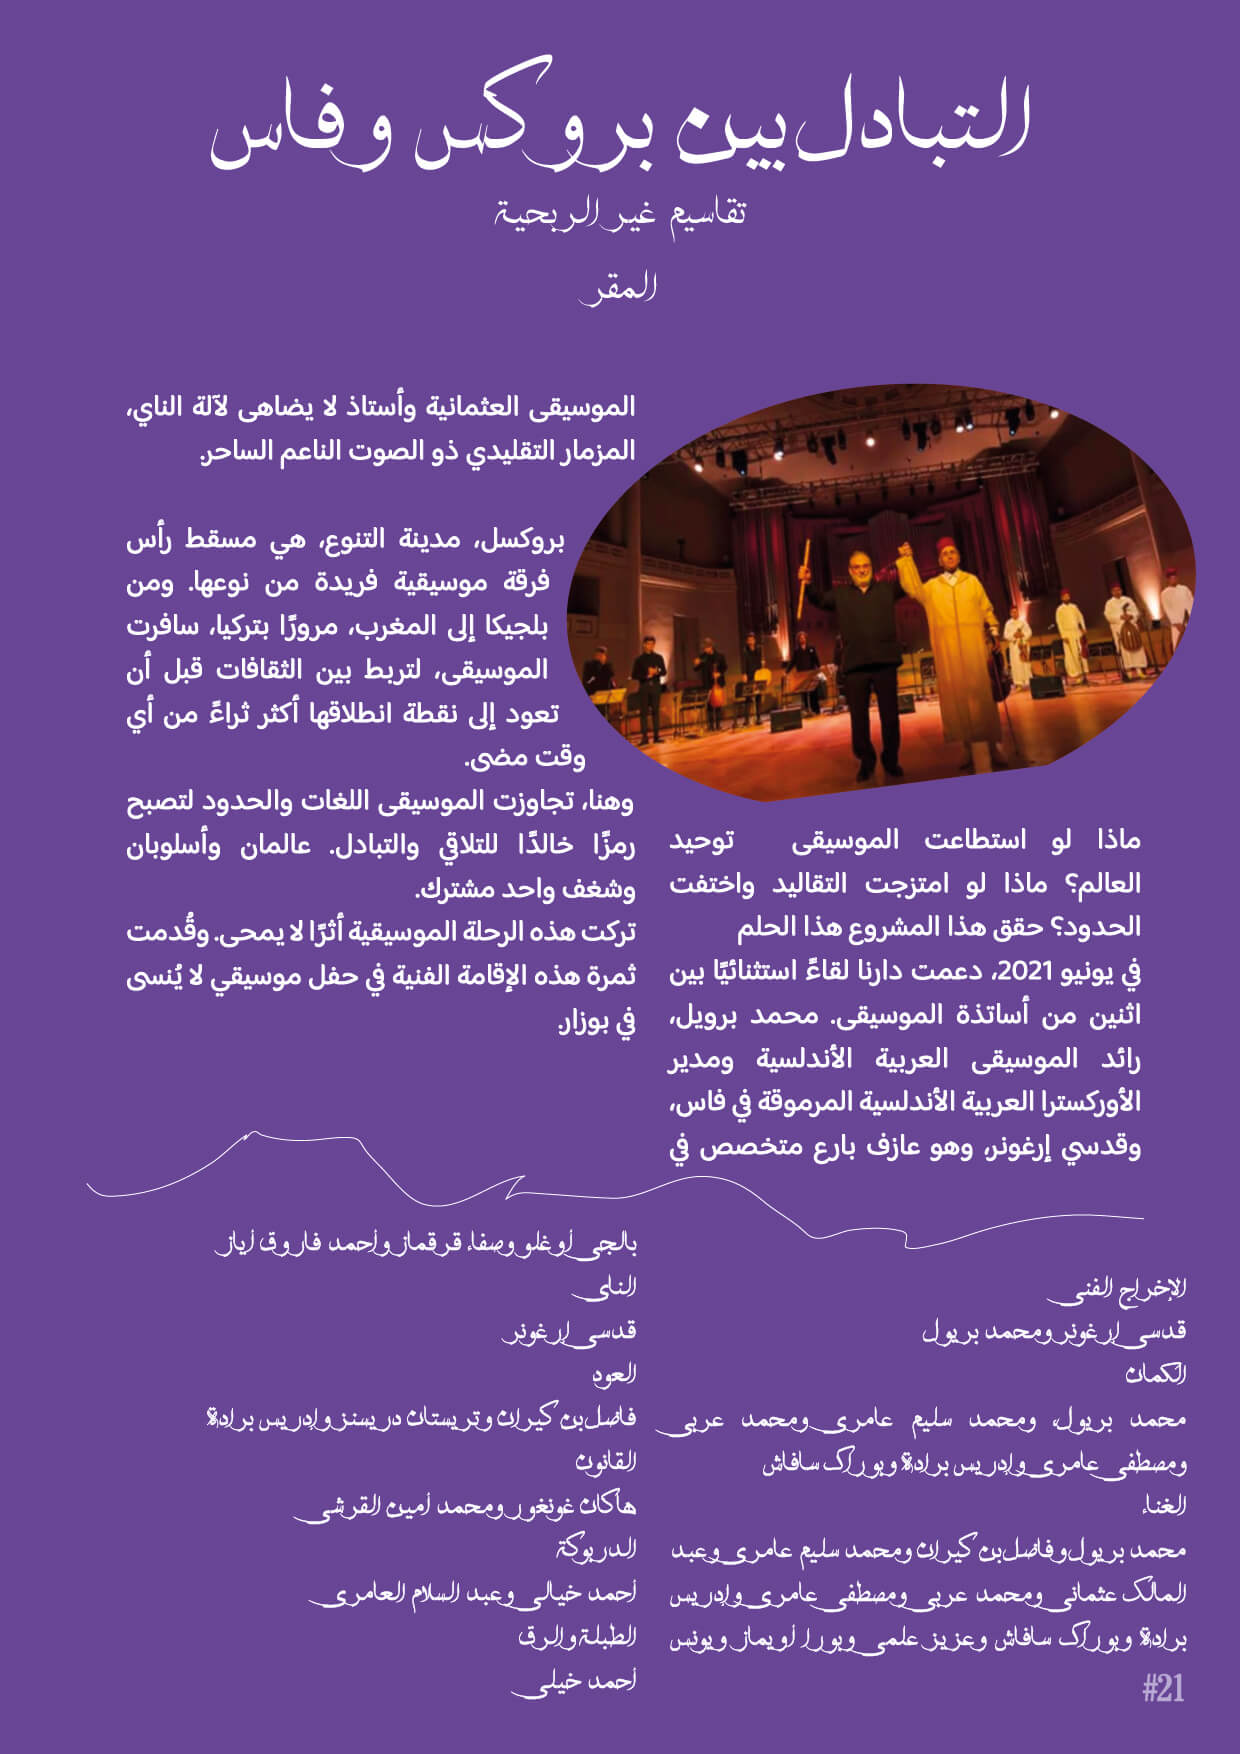 التبادل بين بروكس وفاس
تقاسيم غير الربحية
المقر
ماذا لو استطاعت الموسيقى توحيد
العالم؟ ماذا لو امتزجت التقاليد واختفت
الحدود؟ حقق هذا المشروع هذا الحلم
في يونيو 2021، دعمت دارنا لقاءً استثنائيًا بين
اثنين من أساتذة الموسيقى. محمد برويل،
رائد الموسيقى العربية الأندلسية ومدير
الأوركسترا العربية الأندلسية المرموقة في فاس،
وقدسي إرغونر، وهو عازف بارع متخصص في
الموسيقى العثمانية وأستاذ لا يضاهى لآلة الناي،
المزمار التقليدي ذو الصوت الناعم الساحر.
بروكسل، مدينة التنوع، هي مسقط رأس
فرقة موسيقية فريدة من نوعها. ومن
بلجيكا إلى المغرب، مرورًا بتركيا، سافرت
الموسيقى، لتربط بين الثقافات قبل أن
تعود إلى نقطة انطلاقها أكثر ثراءً من أي
وقت مضى.
وهنا، تجاوزت الموسيقى اللغات والحدود لتصبح
رمزًا خالدًا للتلاقي والتبادل. عالمان وأسلوبان
وشغف واحد مشترك.
تركت هذه الرحلة الموسيقية أثرًا لا يمحى. وقُدمت
ثمرة هذه الإقامة الفنية في حفل موسيقي لا يُنسى
في بوزار.
الإخراج الفني
قدسي إرغونر ومحمد بريول
الكمان
محمد بريول، ومحمد سليم عامري ومحمد عربي
ومصطفى عامري وإدريس برادة وبوراك سافاش
الغناء
محمد بريول وفاضل بن كيران ومحمد سليم عامري وعبد
المالك عثماني ومحمد عربي ومصطفى عامري وإدريس
برادة وبوراك سافاش وعزيز علمي وبورا أويماز ويونس
بالجي أوغلو وصفاء قرقماز وأحمد فاروق أياز
الناي
قدسي إرغونر
العود
فاضل بن كيران وتريستان دريسنز وإدريس برادة
القانون
هاكان غونغور ومحمد أمين القرشي
الدربوكة
أحمد خيالي وعبد السلام العامري
الطبلة والرق
أحمد خيلي
#21